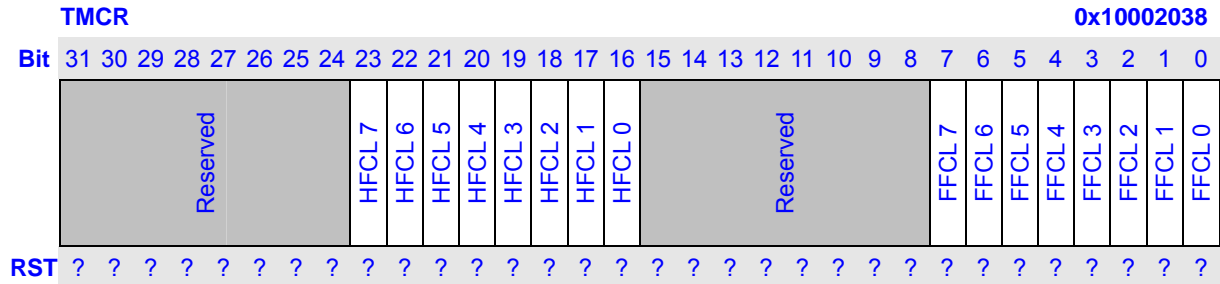 TMCR 0x10002038
Bit 31 30 29 28 27 26 25 24 23 22 21 20 19 18 17 16 15 14 13 12 11 10 9 8 7 6 5 4 3 2 1 0
Reserved HFCL 7 HFCL 6 HFCL 5 HFCL 4 HFCL 3 HFCL 2 HFCL 1 HFCL 0 Reserved FFCL 7 FFCL 6 FFCL 5 FFCL 4 FFCL 3 FFCL 2 FFCL 1 FFCL 0
RST ? ? ? ? ? ? ? ? ? ? ? ? ? ? ? ? ? ? ? ? ? ? ? ? ? ? ? ? ? ? ? ?